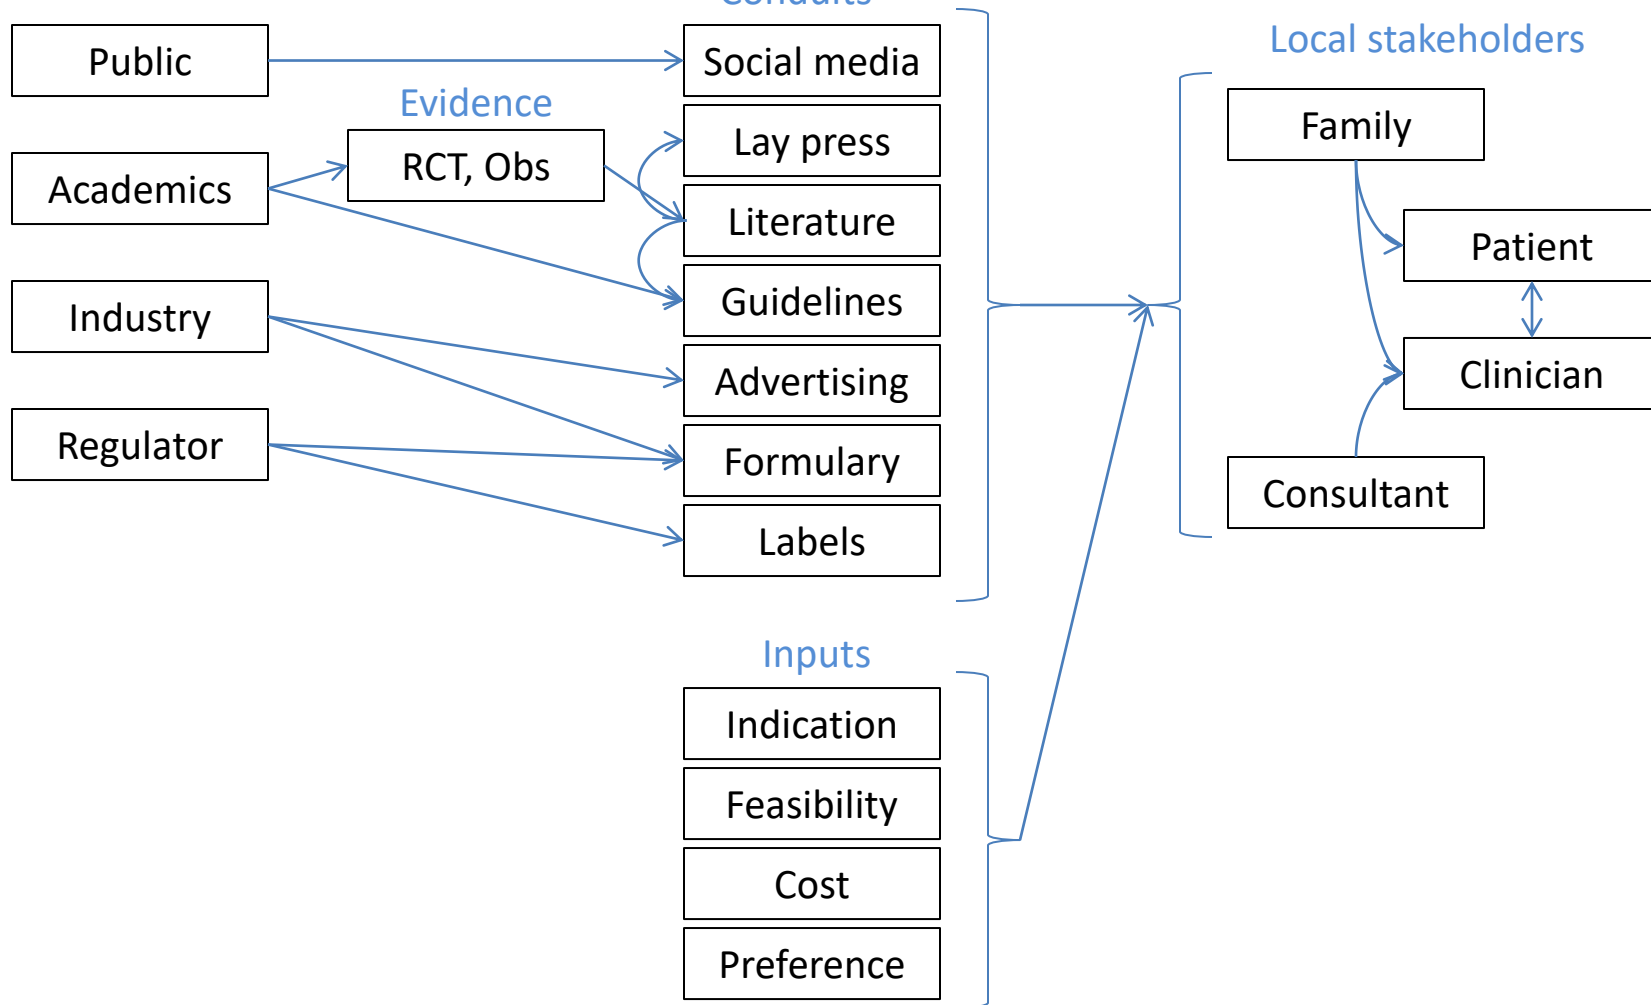 Conduits
Public
Social media
Local stakeholders
Evidence
Family
Lay press
RCT, Obs
Academics
Literature
Patient
Guidelines
Industry
Advertising
Clinician
Regulator
Formulary
Consultant
Labels
Inputs
Indication
Feasibility
Cost
Preference